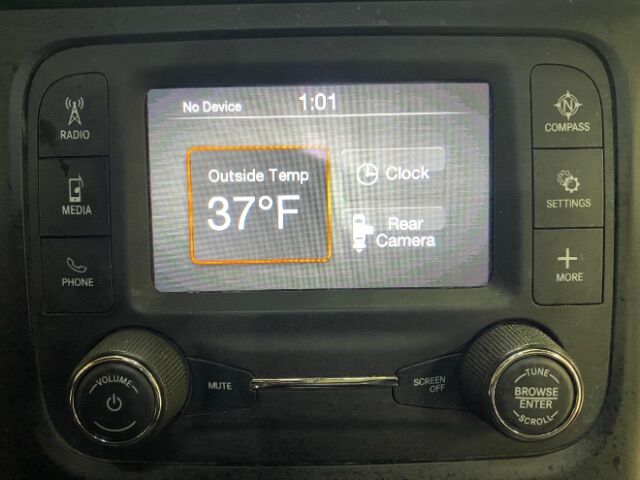 No Device 1:01
RADIO
MEDIA
PHONE
Outside Temp
37°F
Clock
Rear
Camera
N
COMPASS
SETTINGS
MORE
VOLUME
MUTE
SCREEN
OFF
TUNE
BROWSE
ENTER
SCROLL